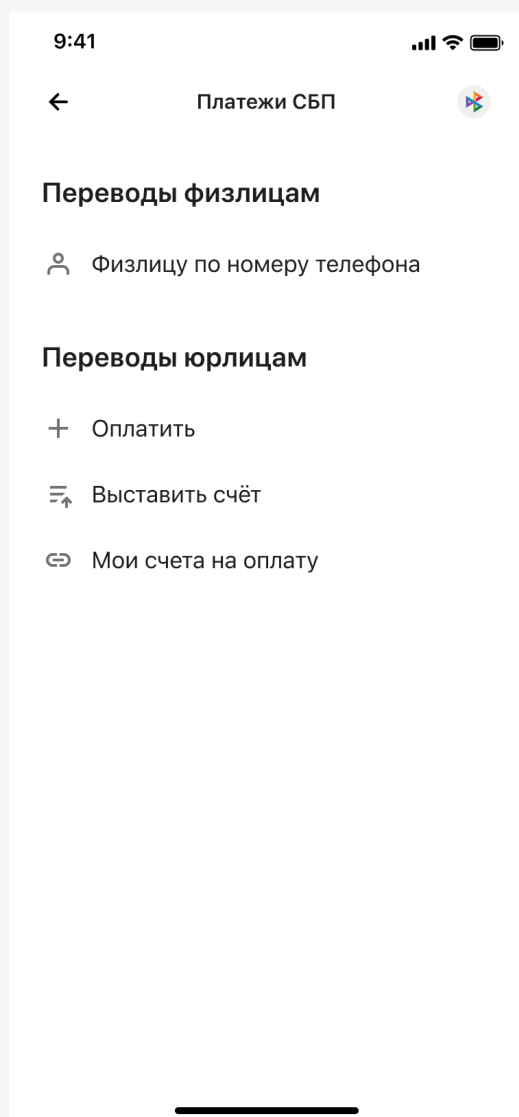 9:41
Платежи СБП
Переводы физлицам
Физлицу по номеру телефона
Переводы юрлицам
Оплатить
Выставить счёт
Мои счета на оплату